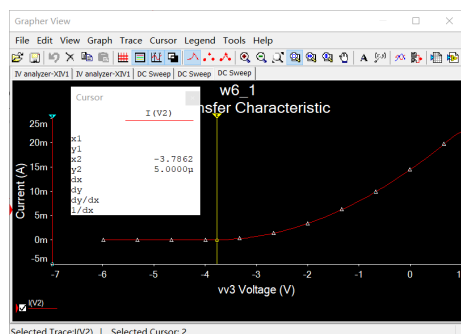 Grapher View
File Edit View Graph Trace Cursor Legend Tools Help
IV analyzer-XIV1 IV analyzer-XIV1 DC Sweep DC Sweep DC Sweep
w6_1
nsfer Characteristic
Cursor
I(V2)
x1
y1
x2 -3.7862
y2 5.0000µ
dx
dy
dy/dx
1/dx
Current (A)
25m
20m
15m
10m
5m
0m
-5m
-7 -6 -5 -4 -3 -2 -1 0 1
vv3 Voltage (V)
I(V2)
Selected Trace:I(V2) | Selected Cursor: 2